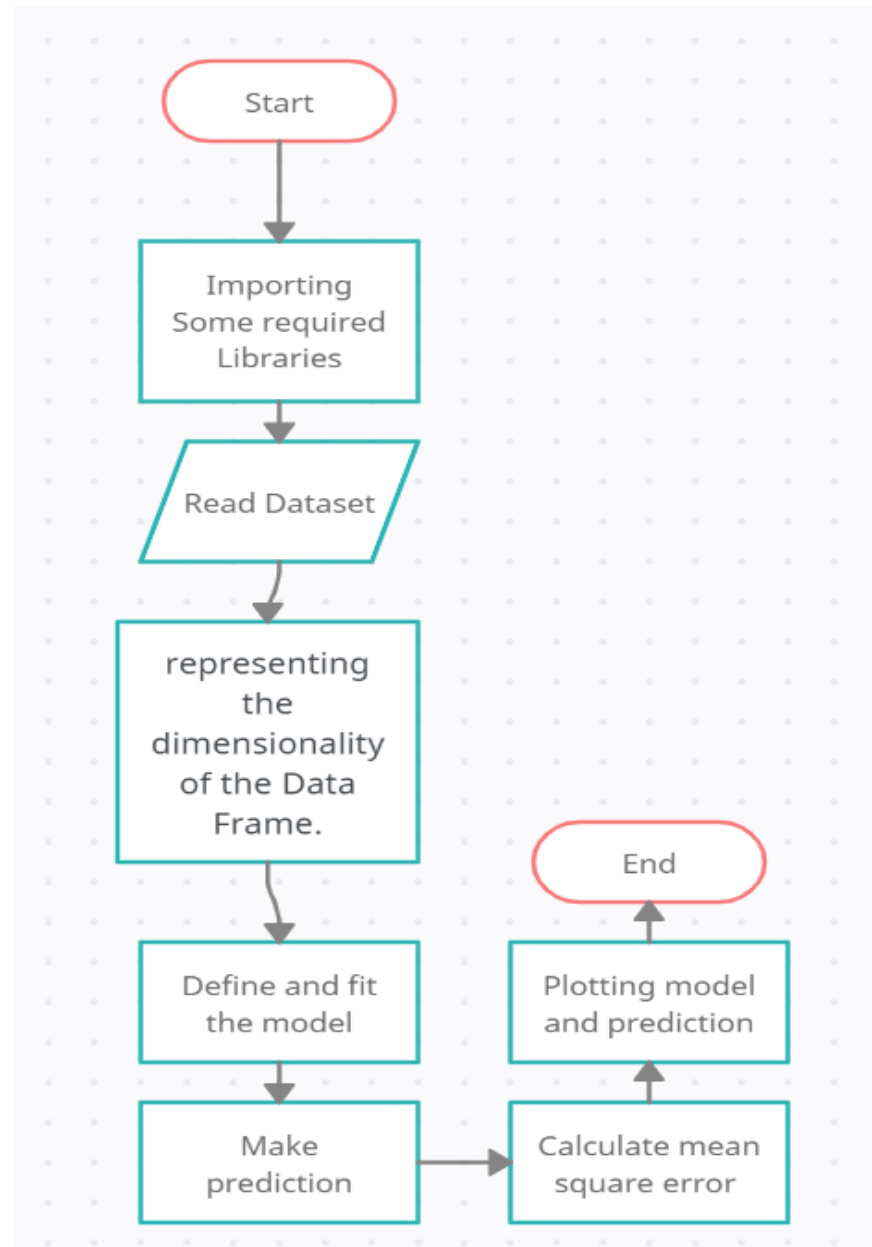 Start
Importing
Some required
Libraries
Read Dataset
representing
the
dimensionality
of the Data
Frame.
Define and fit
the model
Make
prediction
Calculate mean
square error
Plotting model
and prediction
End